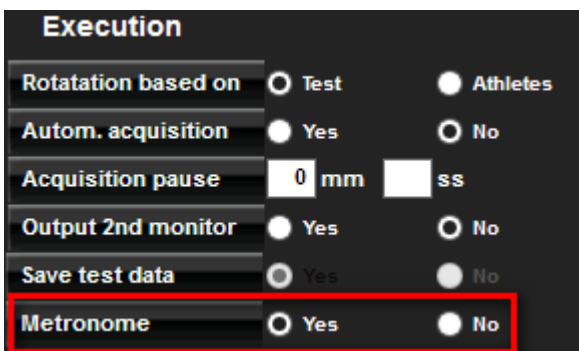 Execution
Rotatation based on Test Athletes
Autom. acquisition Yes No
Acquisition pause 0 mm ss
Output 2nd monitor Yes No
Save test data Yes No
Metronome Yes No